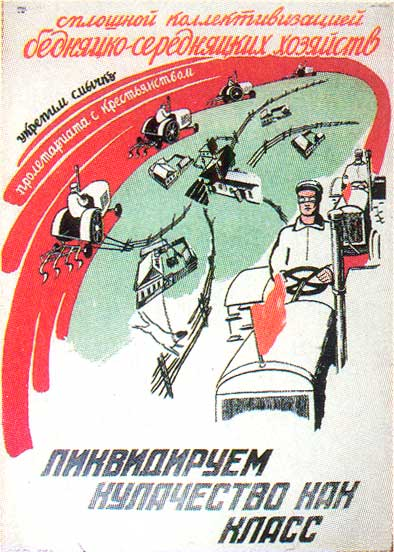 сплошной коллективизацией
бедняцко-середняцких хозяйств
укрепим смычку
пролетариата с крестьянством
ЛИКВИДИРУЕМ
КУЛАЧЕСТВО КАК
КЛАСС